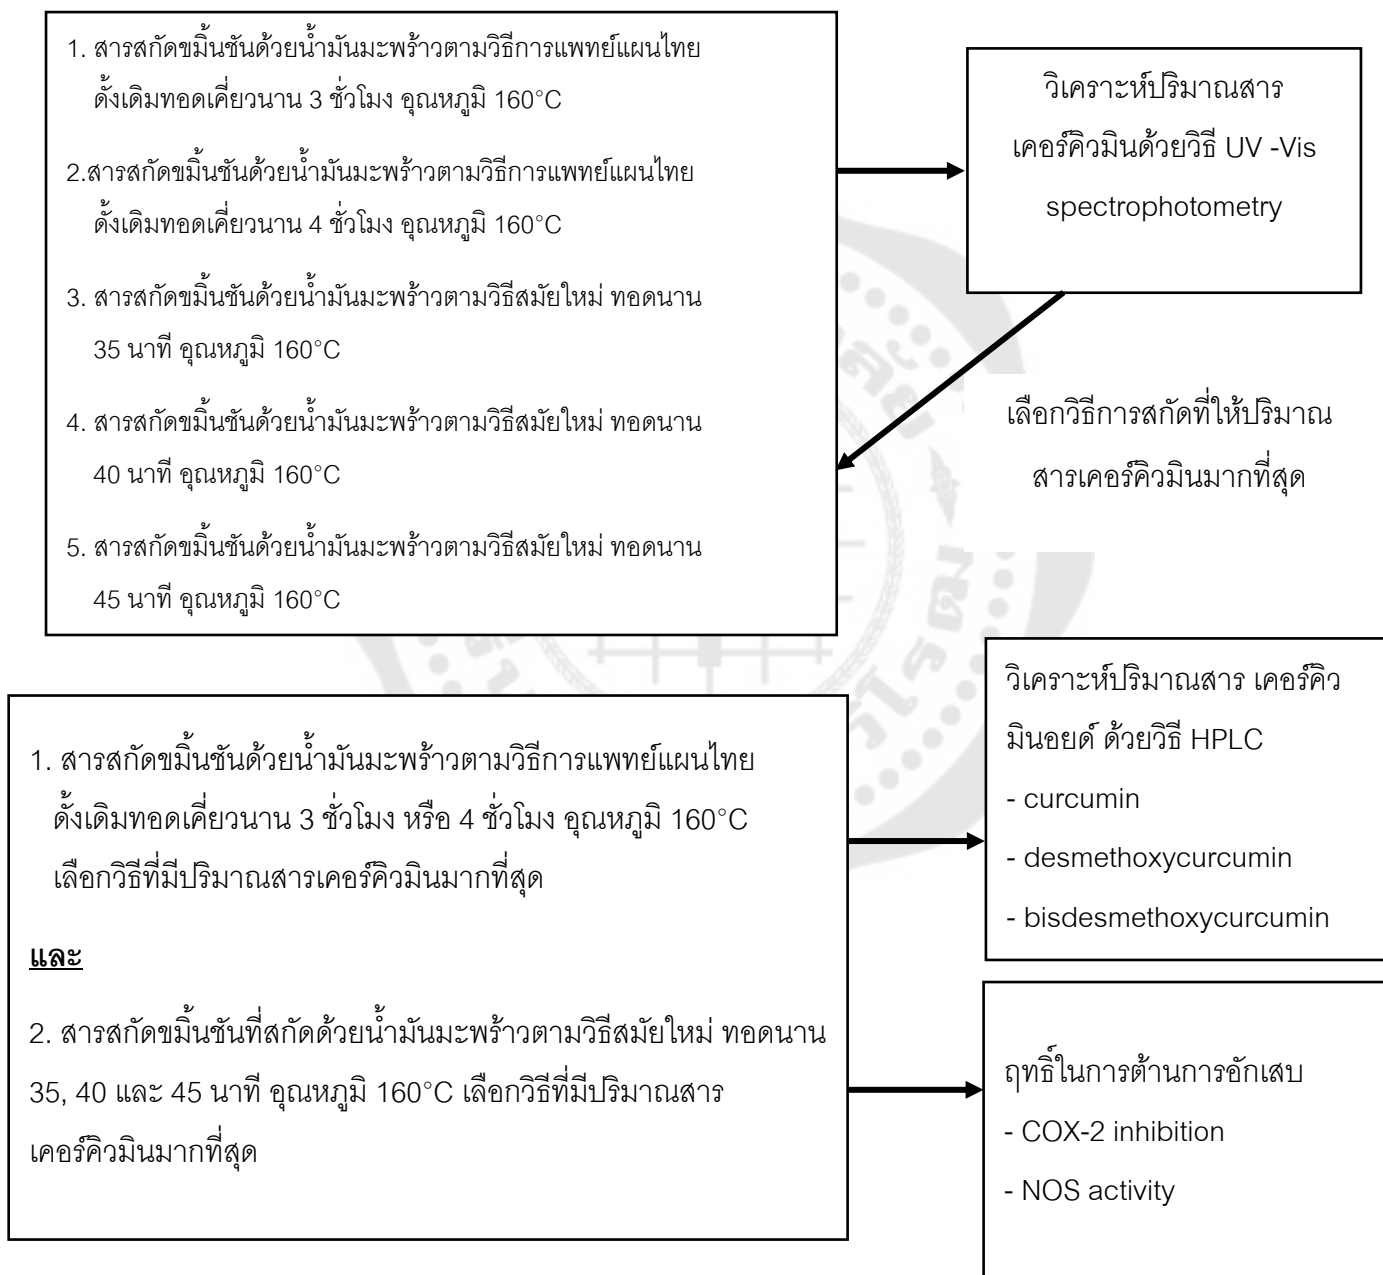 1. สารสกัดขมิ้นชันด้วยน้ำมันมะพร้าวตามวิธีการแพทย์แผนไทย
ดั้งเดิมทอดเคี่ยวนาน 3 ชั่วโมง อุณหภูมิ 160°C
2.สารสกัดขมิ้นชันด้วยน้ำมันมะพร้าวตามวิธีการแพทย์แผนไทย
ดั้งเดิมทอดเคี่ยวนาน 4 ชั่วโมง อุณหภูมิ 160°C
3. สารสกัดขมิ้นชันด้วยน้ำมันมะพร้าวตามวิธีสมัยใหม่ ทอดนาน
35 นาที อุณหภูมิ 160°C
4. สารสกัดขมิ้นชันด้วยน้ำมันมะพร้าวตามวิธีสมัยใหม่ ทอดนาน
40 นาที อุณหภูมิ 160°C
5. สารสกัดขมิ้นชันด้วยน้ำมันมะพร้าวตามวิธีสมัยใหม่ ทอดนาน
45 นาที อุณหภูมิ 160°C
วิเคราะห์ปริมาณสาร
เคอร์คิวมินด้วยวิธี UV -Vis
spectrophotometry
เลือกวิธีการสกัดที่ให้ปริมาณ
สารเคอร์คิวมินมากที่สุด
1. สารสกัดขมิ้นชันด้วยน้ำมันมะพร้าวตามวิธีการแพทย์แผนไทย
ดั้งเดิมทอดเคี่ยวนาน 3 ชั่วโมง หรือ 4 ชั่วโมง อุณหภูมิ 160°C
เลือกวิธีที่มีปริมาณสารเคอร์คิวมินมากที่สุด
และ
2. สารสกัดขมิ้นชันที่สกัดด้วยน้ำมันมะพร้าวตามวิธีสมัยใหม่ ทอดนาน
35, 40 และ 45 นาที อุณหภูมิ 160°C เลือกวิธีที่มีปริมาณสาร
เคอร์คิวมินมากที่สุด
วิเคราะห์ปริมาณสาร เคอร์คิว
มินอยด์ ด้วยวิธี HPLC
- curcumin
- desmethoxycurcumin
- bisdesmethoxycurcumin
ฤทธิ์ในการต้านการอักเสบ
- COX-2 inhibition
- NOS activity